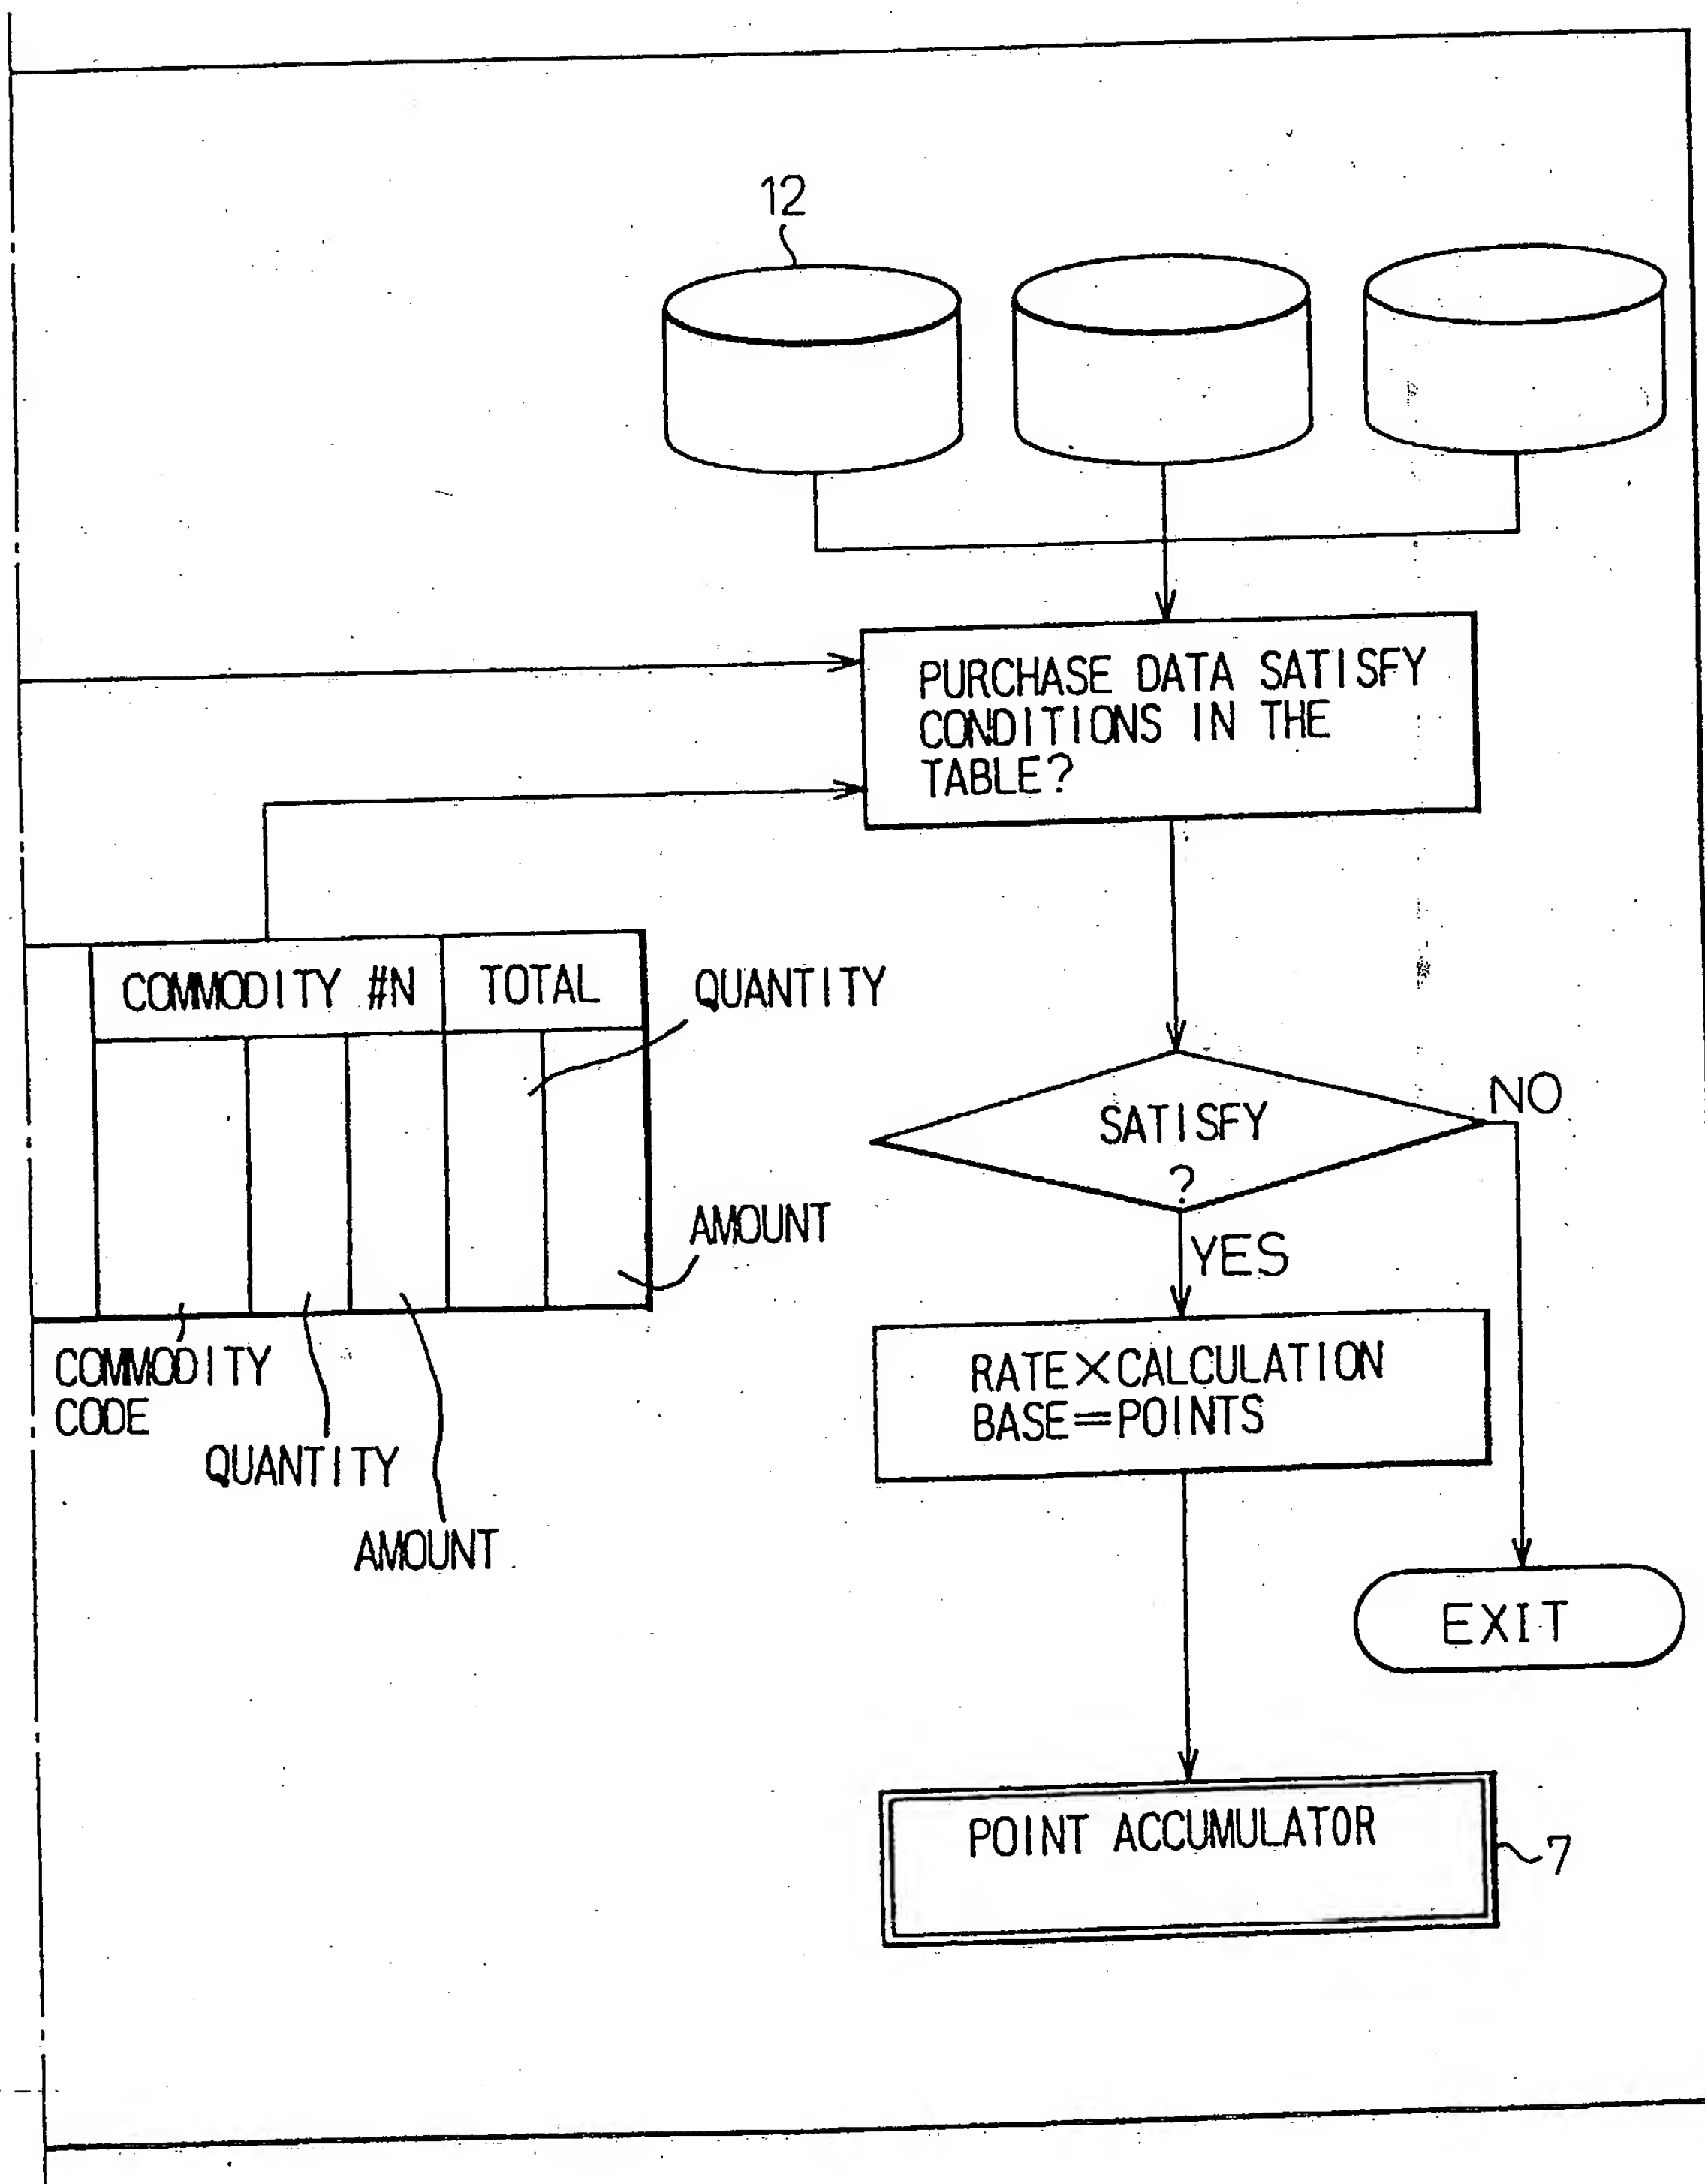 12
PURCHASE DATA SATISFY
CONDITIONS IN THE
TABLE?
COMMODITY #N
TOTAL
QUANTITY
SATISFY
?
NO
YES
AMOUNT
COMMODITY
CODE
QUANTITY
AMOUNT
RATE×CALCULATION
BASE=POINTS
EXIT
POINT ACCUMULATOR
7